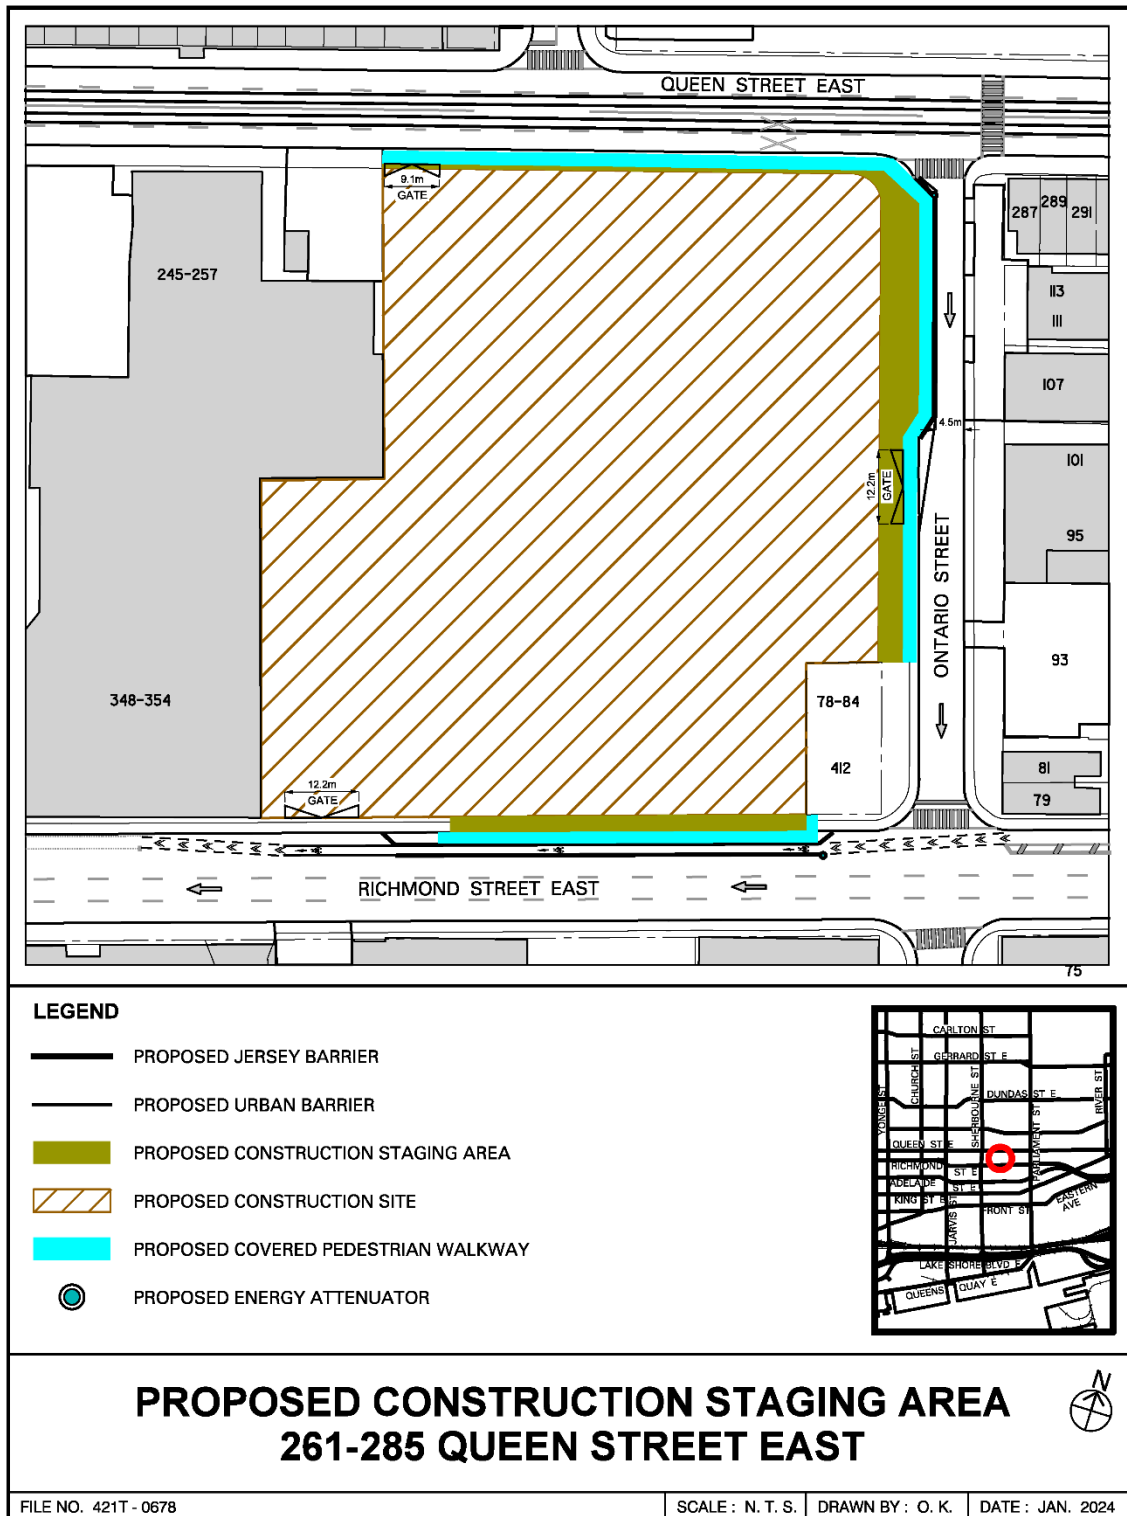 QUEEN STREET EAST
9.1m
GATE
287
289
291
245-257
113
111
107
4.5m
101
12.2m
GATE
95
ONTARIO STREET
93
348-354
78-84
412
81
79
12.2m
GATE
RICHMOND STREET EAST
75
LEGEND
PROPOSED JERSEY BARRIER
PROPOSED URBAN BARRIER
PROPOSED CONSTRUCTION STAGING AREA
PROPOSED CONSTRUCTION SITE
PROPOSED COVERED PEDESTRIAN WALKWAY
PROPOSED ENERGY ATTENUATOR
CARLTON ST
GERRARD ST E
DUNDAS ST E
YONGE ST
CHURCH ST
SHERBOURNE ST
PARLIAMENT ST
RIVER ST
QUEEN ST E
RICHMOND ST E
ADELAIDE ST E
KING ST E
JARVIS ST
FRONT ST
EASTERN AVE
LAKE SHORE BLVD E
QUEENS QUAY E
PROPOSED CONSTRUCTION STAGING AREA
261-285 QUEEN STREET EAST
N
FILE NO. 421T - 0678
SCALE : N. T. S.
DRAWN BY : O. K.
DATE : JAN. 2024